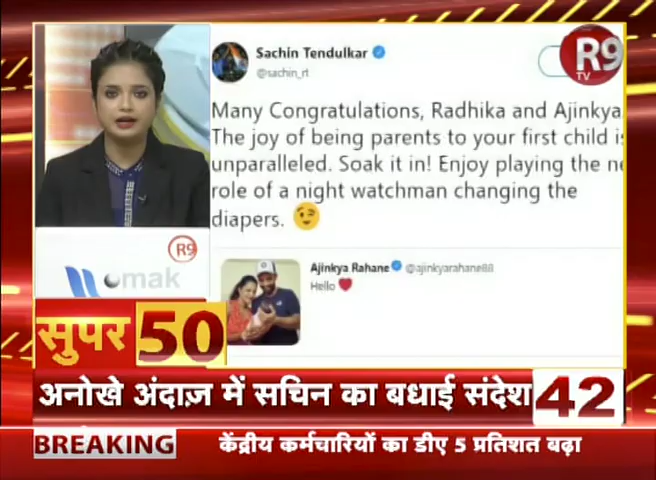 Sachin Tendulkar
@sachin_rt
R9
TV
Many Congratulations, Radhika and Ajinkya
The joy of being parents to your first child is
unparalleled. Soak it in! Enjoy playing the ne
role of a night watchman changing the
diapers. 😉
R9
omak
Ajinkya Rahane @ajinkyarahane88
Hello ❤
सुपर 50
अनोखे अंदाज़ में सचिन का बधाई संदेश 42
BREAKING केंद्रीय कर्मचारियों का डीए 5 प्रतिशत बढ़ा